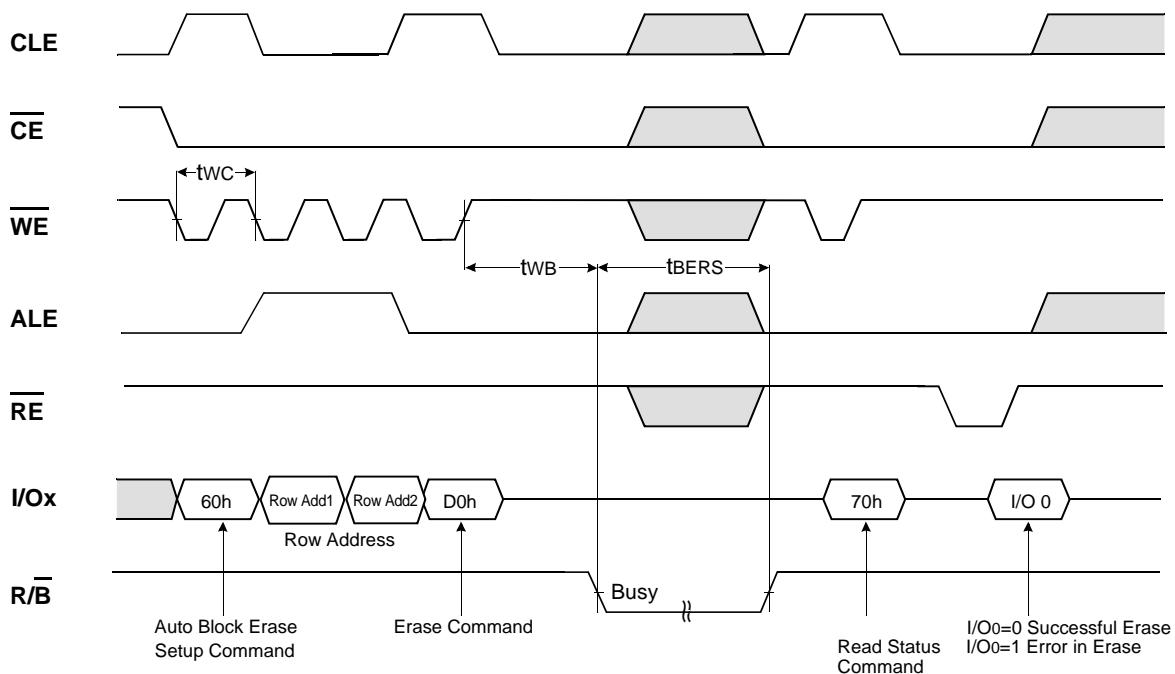 CLE
CE
tWC
WE
tWB
tBERS
ALE
RE
I/Ox
60h
Row Add1
Row Add2
D0h
70h
I/O 0
Row Address
R/B
Busy
Auto Block Erase
Setup Command
Erase Command
Read Status
Command
I/O0=0 Successful Erase
I/O0=1 Error in Erase